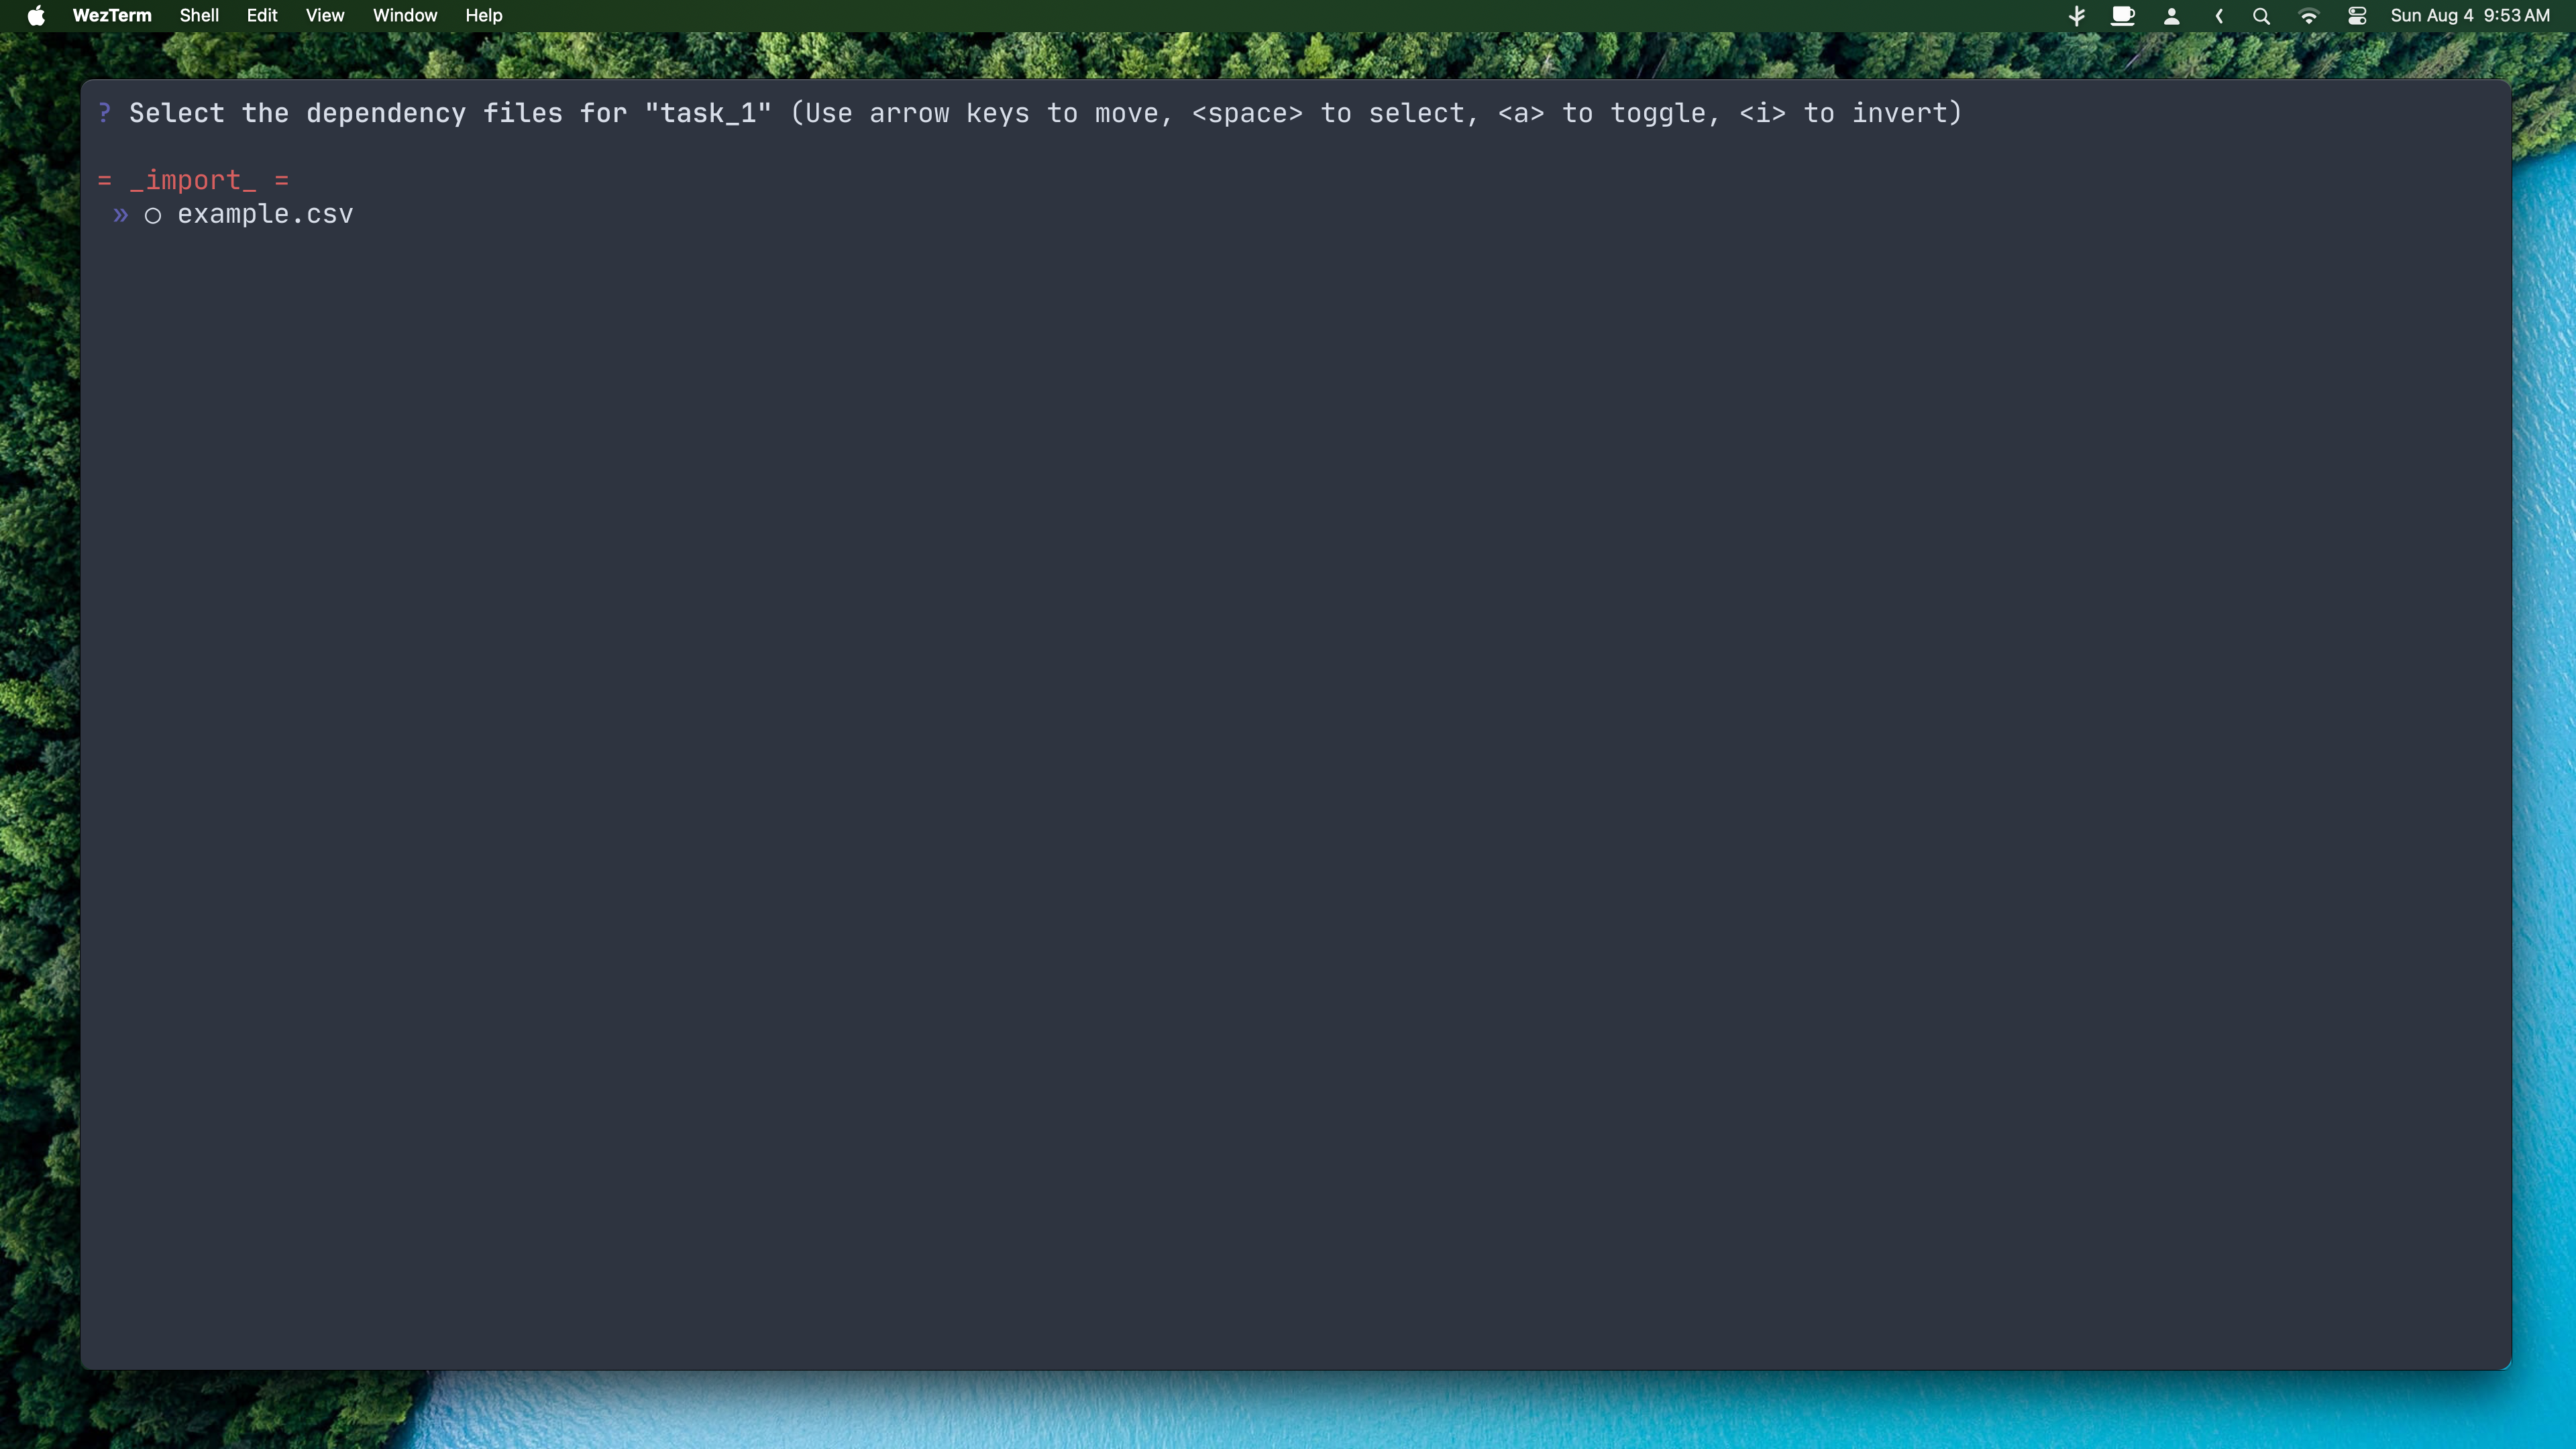 WezTerm Shell Edit View Window Help Sun Aug 4 9:53 AM
? Select the dependency files for "task_1" (Use arrow keys to move, <space> to select, <a> to toggle, <i> to invert)
= _import_ =
» ○ example.csv